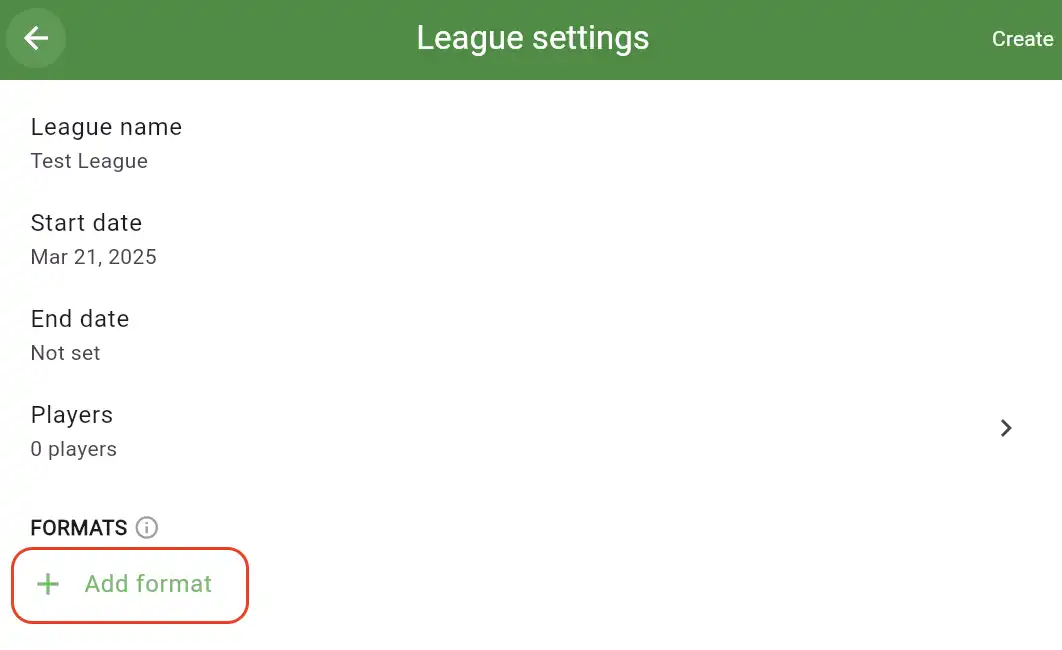 League settings
Create
League name
Test League
Start date
Mar 21, 2025
End date
Not set
Players
0 players
FORMATS
Add format